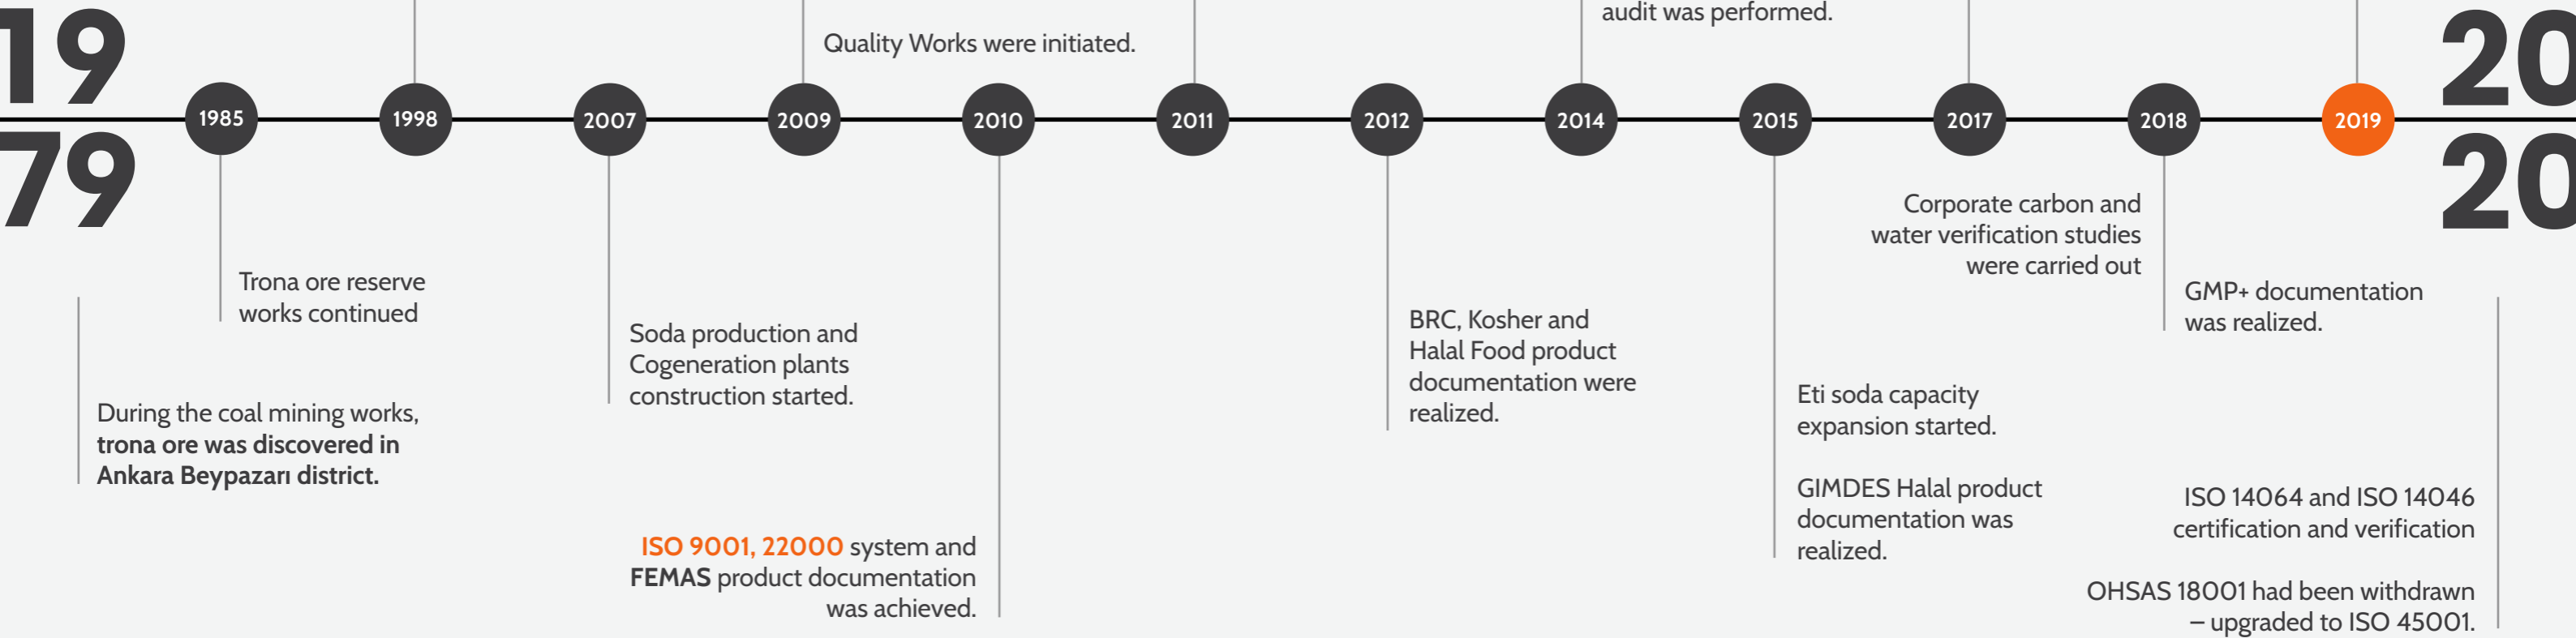 audit was performed.
Quality Works were initiated.
19
79
1985
1998
2007
2009
2010
2011
2012
2014
2015
2017
2018
2019
20
20
Trona ore reserve
works continued
During the coal mining works,
trona ore was discovered in
Ankara Beypazarı district.
Soda production and
Cogeneration plants
construction started.
ISO 9001, 22000 system and
FEMAS product documentation
was achieved.
BRC, Kosher and
Halal Food product
documentation were
realized.
Eti soda capacity
expansion started.
GIMDES Halal product
documentation was
realized.
Corporate carbon and
water verification studies
were carried out
GMP+ documentation
was realized.
ISO 14064 and ISO 14046
certification and verification
OHSAS 18001 had been withdrawn
– upgraded to ISO 45001.